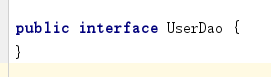 public interface UserDao {
}